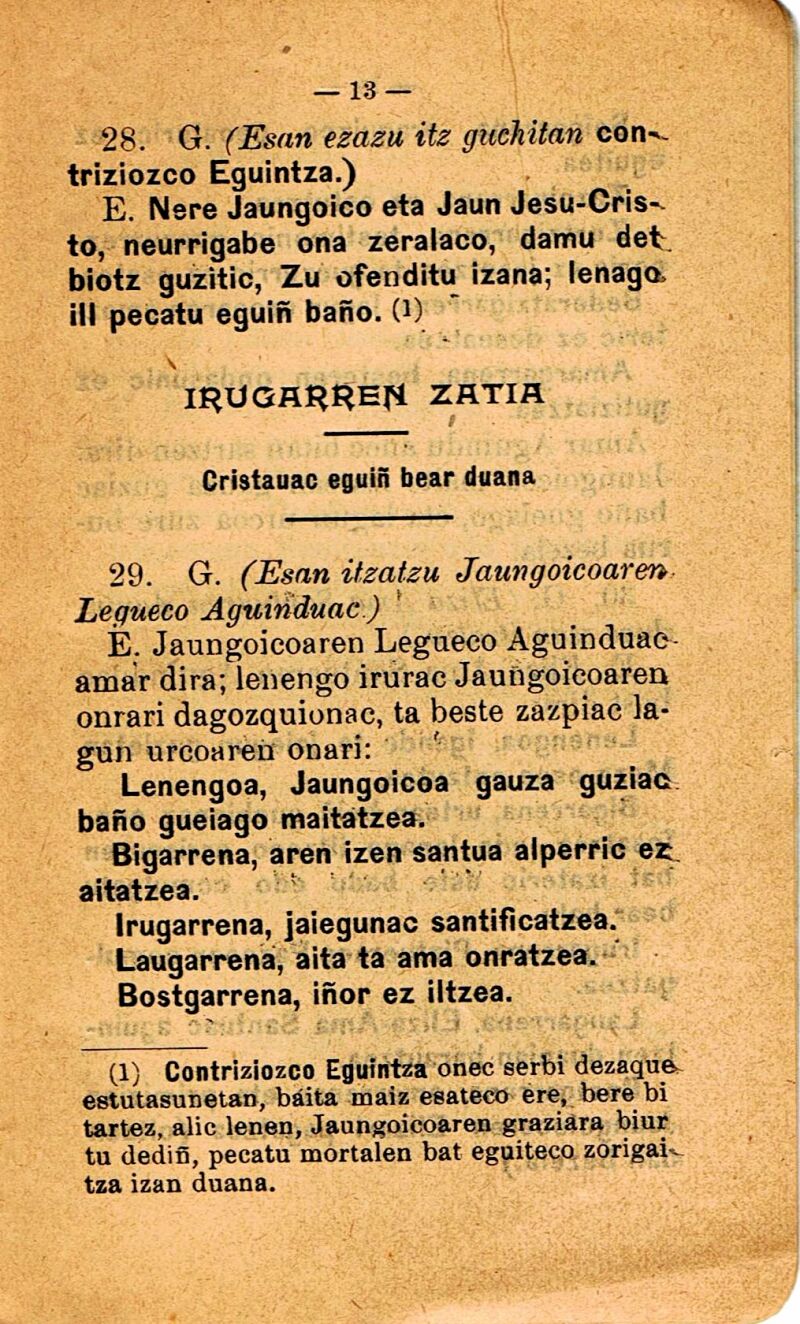 — 13 —
28. G. (Esan ezazu itz guchitan con-
triziozco Eguintza.)
E. Nere Jaungoico eta Jaun Jesu-Cris-
to, neurrigabe ona zeralaco, damu det
biotz guzitic, Zu ofenditu izana; lenago
ill pecatu eguiñ baño. (1)
IRUGARREN ZATIA
Cristauac eguiñ bear duana
29. G. (Esan itzatzu Jaungoicoaren
Legueco Aguinduac.)
E. Jaungoicoaren Legueco Aguinduac
amar dira; lenengo irurac Jaungoicoaren
onrari dagozquionac, ta beste zazpiac la-
gun urcoaren onari:
Lenengoa, Jaungoicoa gauza guziac
baño gueiago maitatzea.
Bigarrena, aren izen santua alperric ez
aitatzea.
Irugarrena, jaiegunac santificatzea.
Laugarrena, aita ta ama onratzea.
Bostgarrena, iñor ez iltzea.
(1) Contriziozco Eguintza onec serbi dezaque
estutasunetan, baita maiz esateco ere, bere bi
tartez, alic lenen, Jaungoicoaren graziara biur
tu dediñ, pecatu mortalen bat eguiteco zorigai-
tza izan duana.